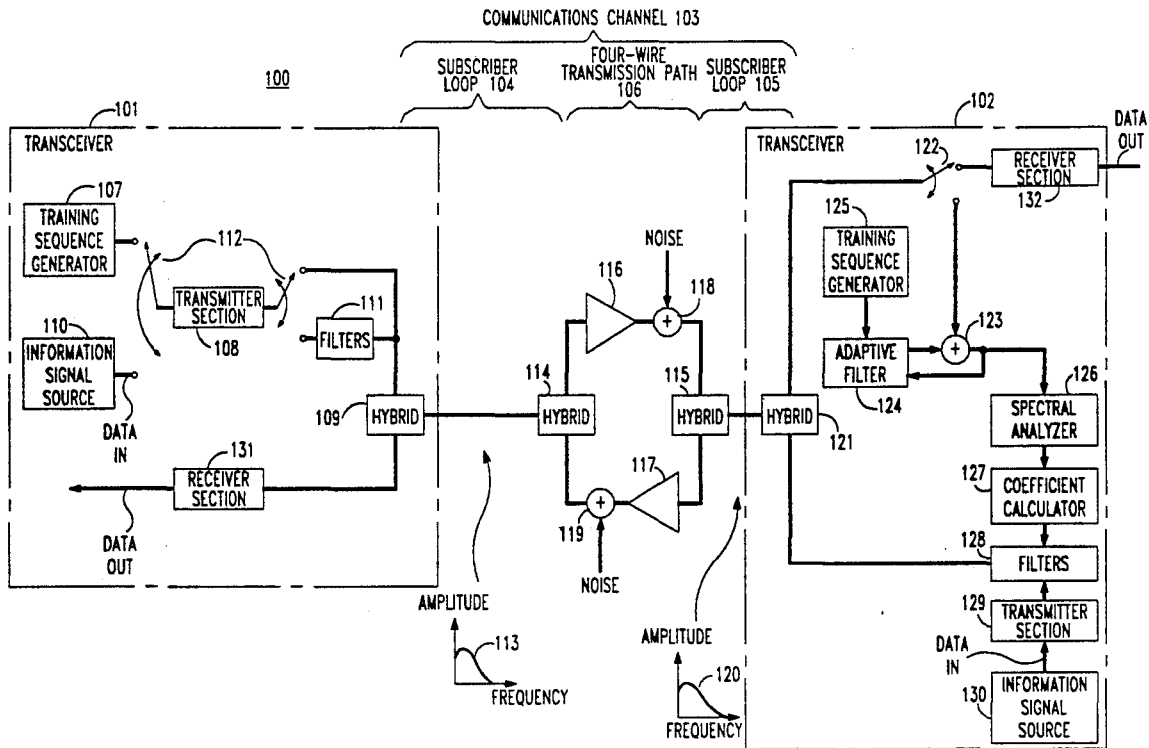 COMMUNICATIONS CHANNEL 103
FOUR-WIRE
TRANSMISSION PATH
106
SUBSCRIBER
LOOP 104
SUBSCRIBER
LOOP 105
100
101
TRANSCEIVER
107
TRAINING
SEQUENCE
GENERATOR
112
TRANSMITTER
SECTION
108
111
FILTERS
110
INFORMATION
SIGNAL
SOURCE
DATA
IN
109
HYBRID
131
RECEIVER
SECTION
DATA
OUT
AMPLITUDE
113
FREQUENCY
114
HYBRID
116
NOISE
+
118
115
HYBRID
117
+
119
NOISE
AMPLITUDE
120
FREQUENCY
102
TRANSCEIVER
DATA
OUT
122
RECEIVER
SECTION
132
125
TRAINING
SEQUENCE
GENERATOR
+
123
ADAPTIVE
FILTER
124
HYBRID
121
126
SPECTRAL
ANALYZER
127
COEFFICIENT
CALCULATOR
128
FILTERS
129
TRANSMITTER
SECTION
DATA
IN
130
INFORMATION
SIGNAL
SOURCE